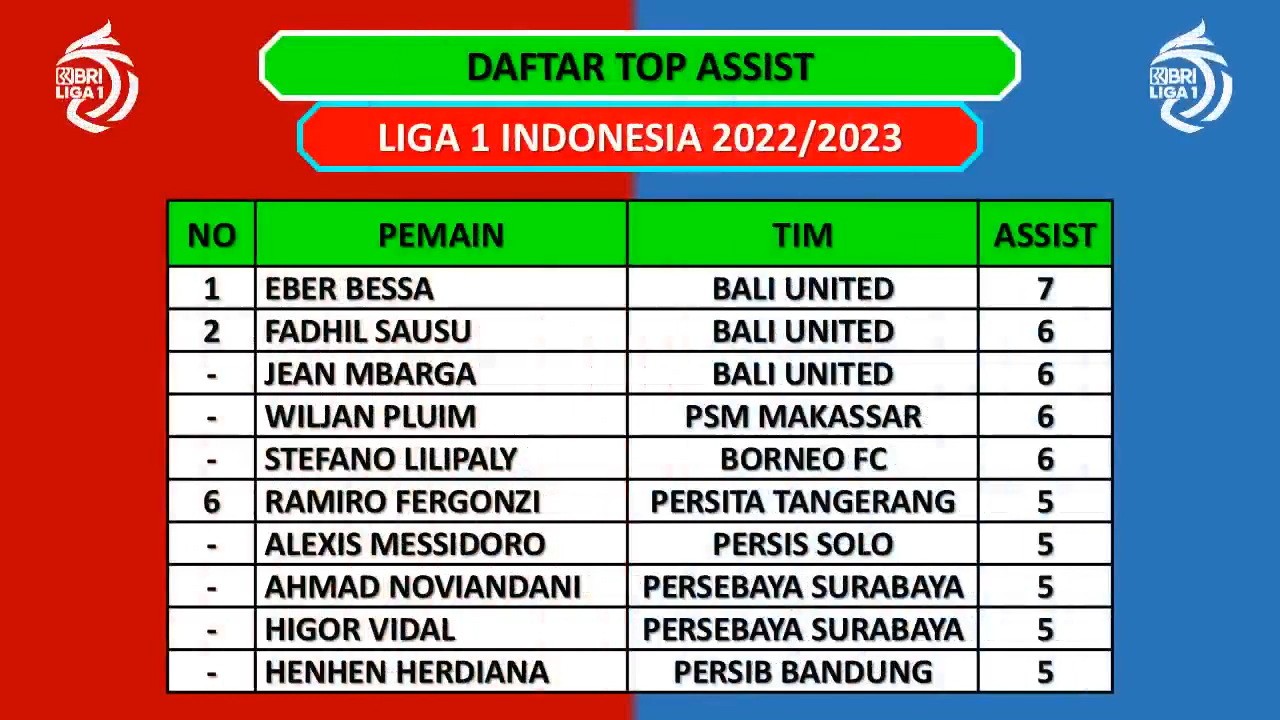 BRI
LIGA 1
DAFTAR TOP ASSIST
BRI
LIGA 1
LIGA 1 INDONESIA 2022/2023
NO PEMAIN TIM ASSIST
1 EBER BESSA BALI UNITED 7
2 FADHIL SAUSU BALI UNITED 6
- JEAN MBARGA BALI UNITED 6
- WILJAN PLUIM PSM MAKASSAR 6
- STEFANO LILIPALY BORNEO FC 6
6 RAMIRO FERGONZI PERSITA TANGERANG 5
- ALEXIS MESSIDORO PERSIS SOLO 5
- AHMAD NOVIANDANI PERSEBAYA SURABAYA 5
- HIGOR VIDAL PERSEBAYA SURABAYA 5
- HENHEN HERDIANA PERSIB BANDUNG 5